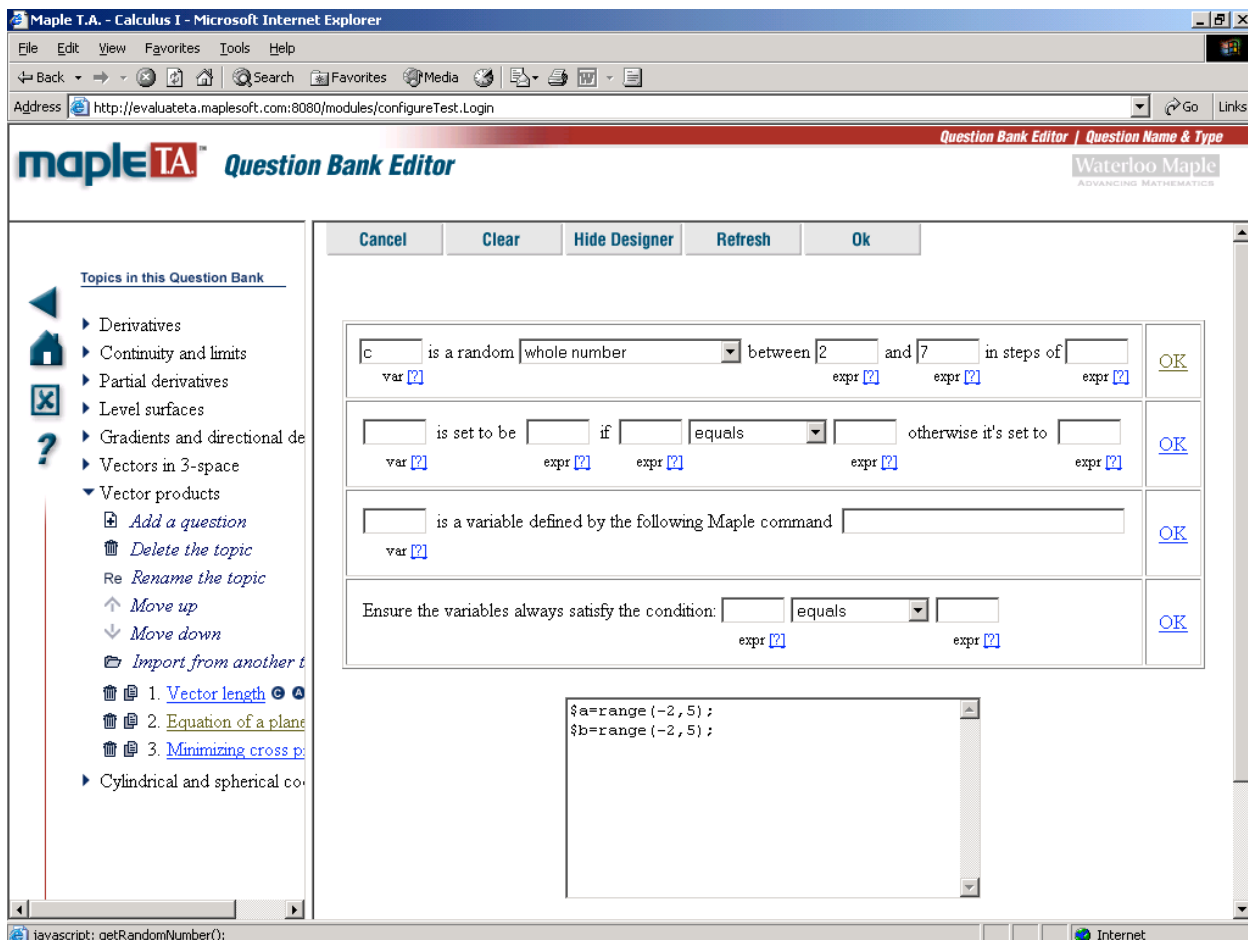 Maple T.A. - Calculus I - Microsoft Internet Explorer
File Edit View Favorites Tools Help
Back Search Favorites Media
Address http://evaluateta.maplesoft.com:8080/modules/configureTest.Login Go Links
Question Bank Editor | Question Name & Type
maple T.A.™ Question Bank Editor
Waterloo Maple
ADVANCING MATHEMATICS
Cancel Clear Hide Designer Refresh Ok
Topics in this Question Bank
Derivatives
Continuity and limits
Partial derivatives
Level surfaces
Gradients and directional de
Vectors in 3-space
Vector products
Add a question
Delete the topic
Re Rename the topic
Move up
Move down
Import from another t
1. Vector length C A
2. Equation of a plane
3. Minimizing cross p
Cylindrical and spherical co
c is a random whole number between 2 and 7 in steps of OK
var [?] expr [?] expr [?] expr [?]
is set to be if equals otherwise it's set to OK
var [?] expr [?] expr [?] expr [?] expr [?]
is a variable defined by the following Maple command OK
var [?]
Ensure the variables always satisfy the condition: equals OK
expr [?] expr [?]
$a=range(-2,5);
$b=range(-2,5);
javascript: getRandomNumber();
Internet